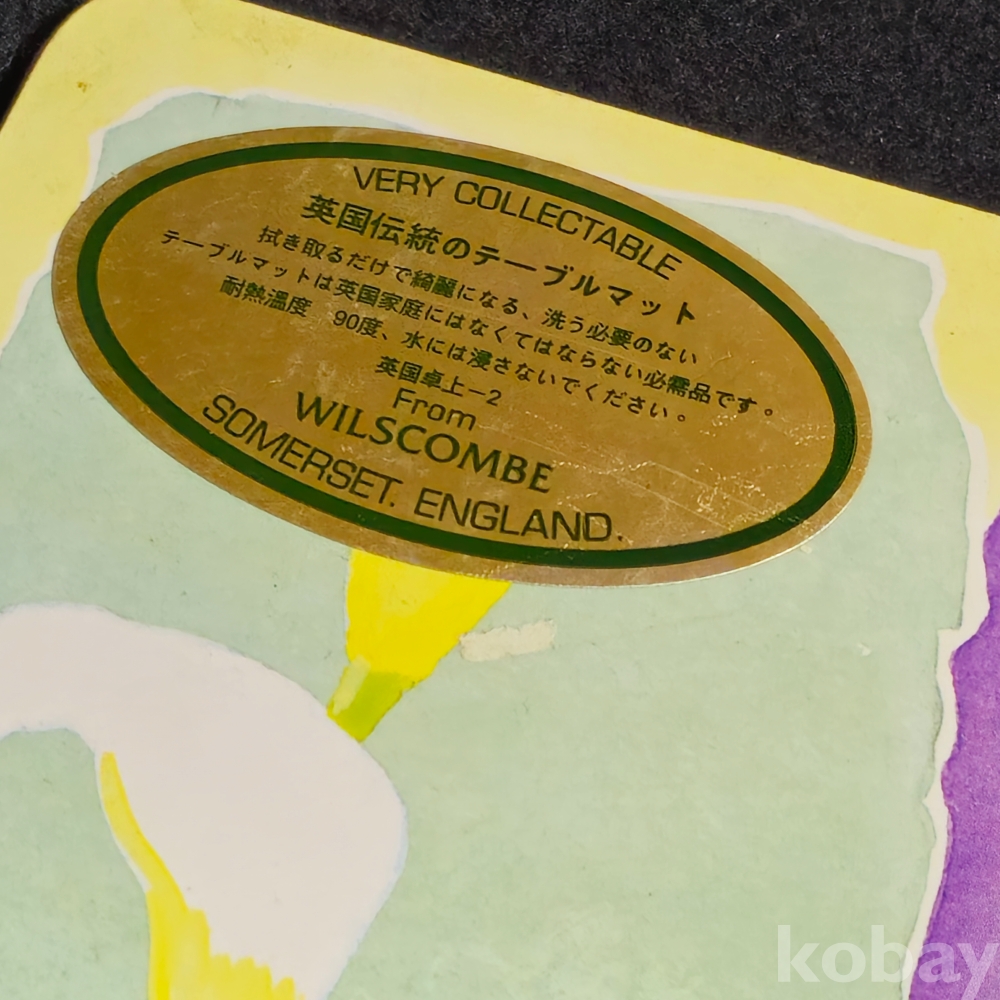 VERY COLLECTABLE
英国伝統のテーブルマット
拭き取るだけで綺麗になる、洗う必要のない
テーブルマットは英国家庭にはなくてはならない必需品です。
耐熱温度　90度、水には浸さないでください。
英国卓上ー2
From
WILSCOMBE
SOMERSET. ENGLAND.
kobay